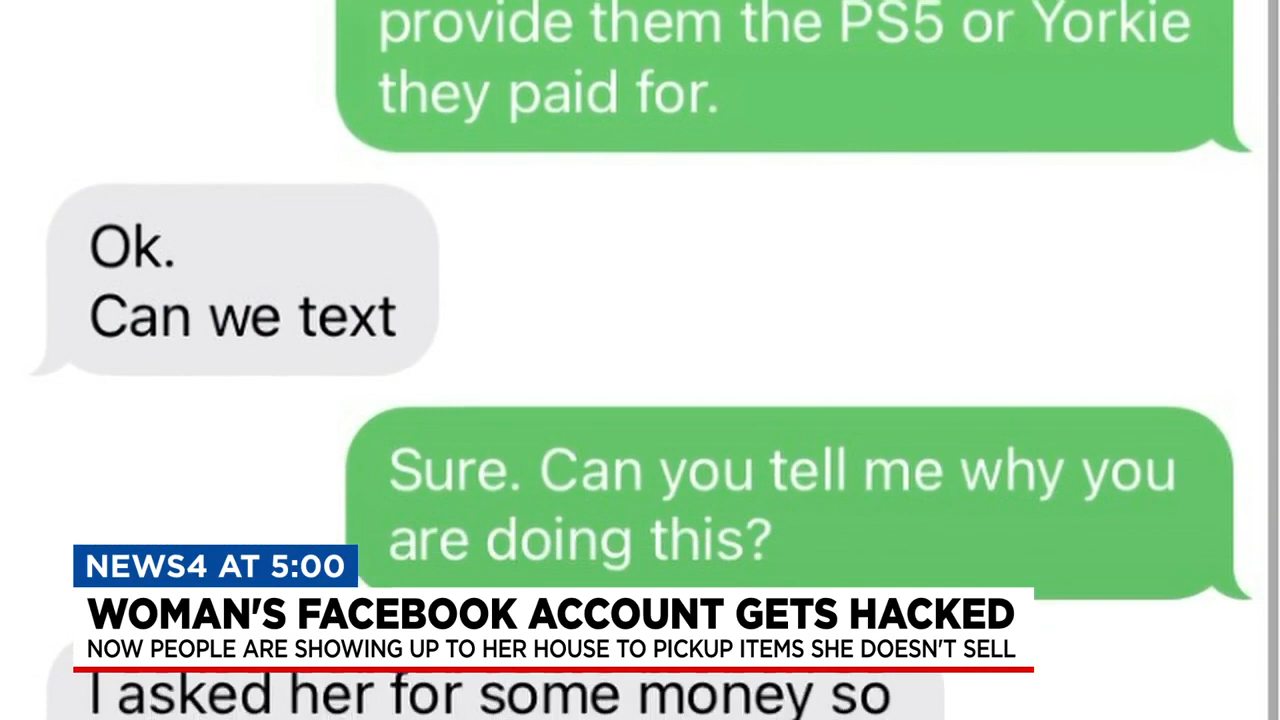 provide them the PS5 or Yorkie
they paid for.
Ok.
Can we text
Sure. Can you tell me why you
are doing this?
NEWS4 AT 5:00
WOMAN'S FACEBOOK ACCOUNT GETS HACKED
NOW PEOPLE ARE SHOWING UP TO HER HOUSE TO PICKUP ITEMS SHE DOESN'T SELL
I asked her for some money so